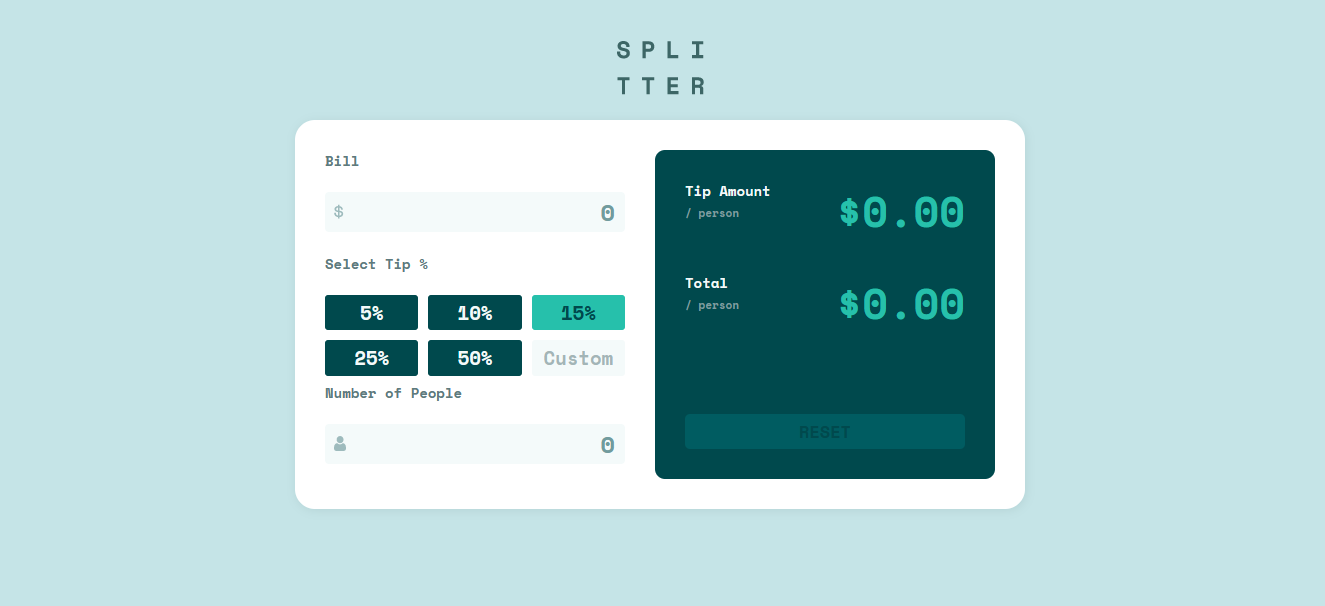 SPLI
TTER
Bill
$ 0
Select Tip %
5% 10% 15%
25% 50% Custom
Number of People
0
Tip Amount
/ person
$0.00
Total
/ person
$0.00
RESET